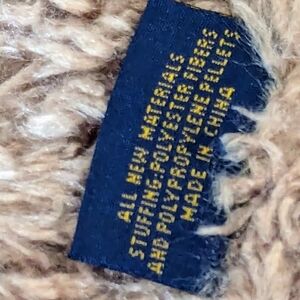 ALL NEW MATERIALS
STUFFING:POLYESTER FIBERS
AND POLYPROPYLENE PELLETS
MADE IN CHINA